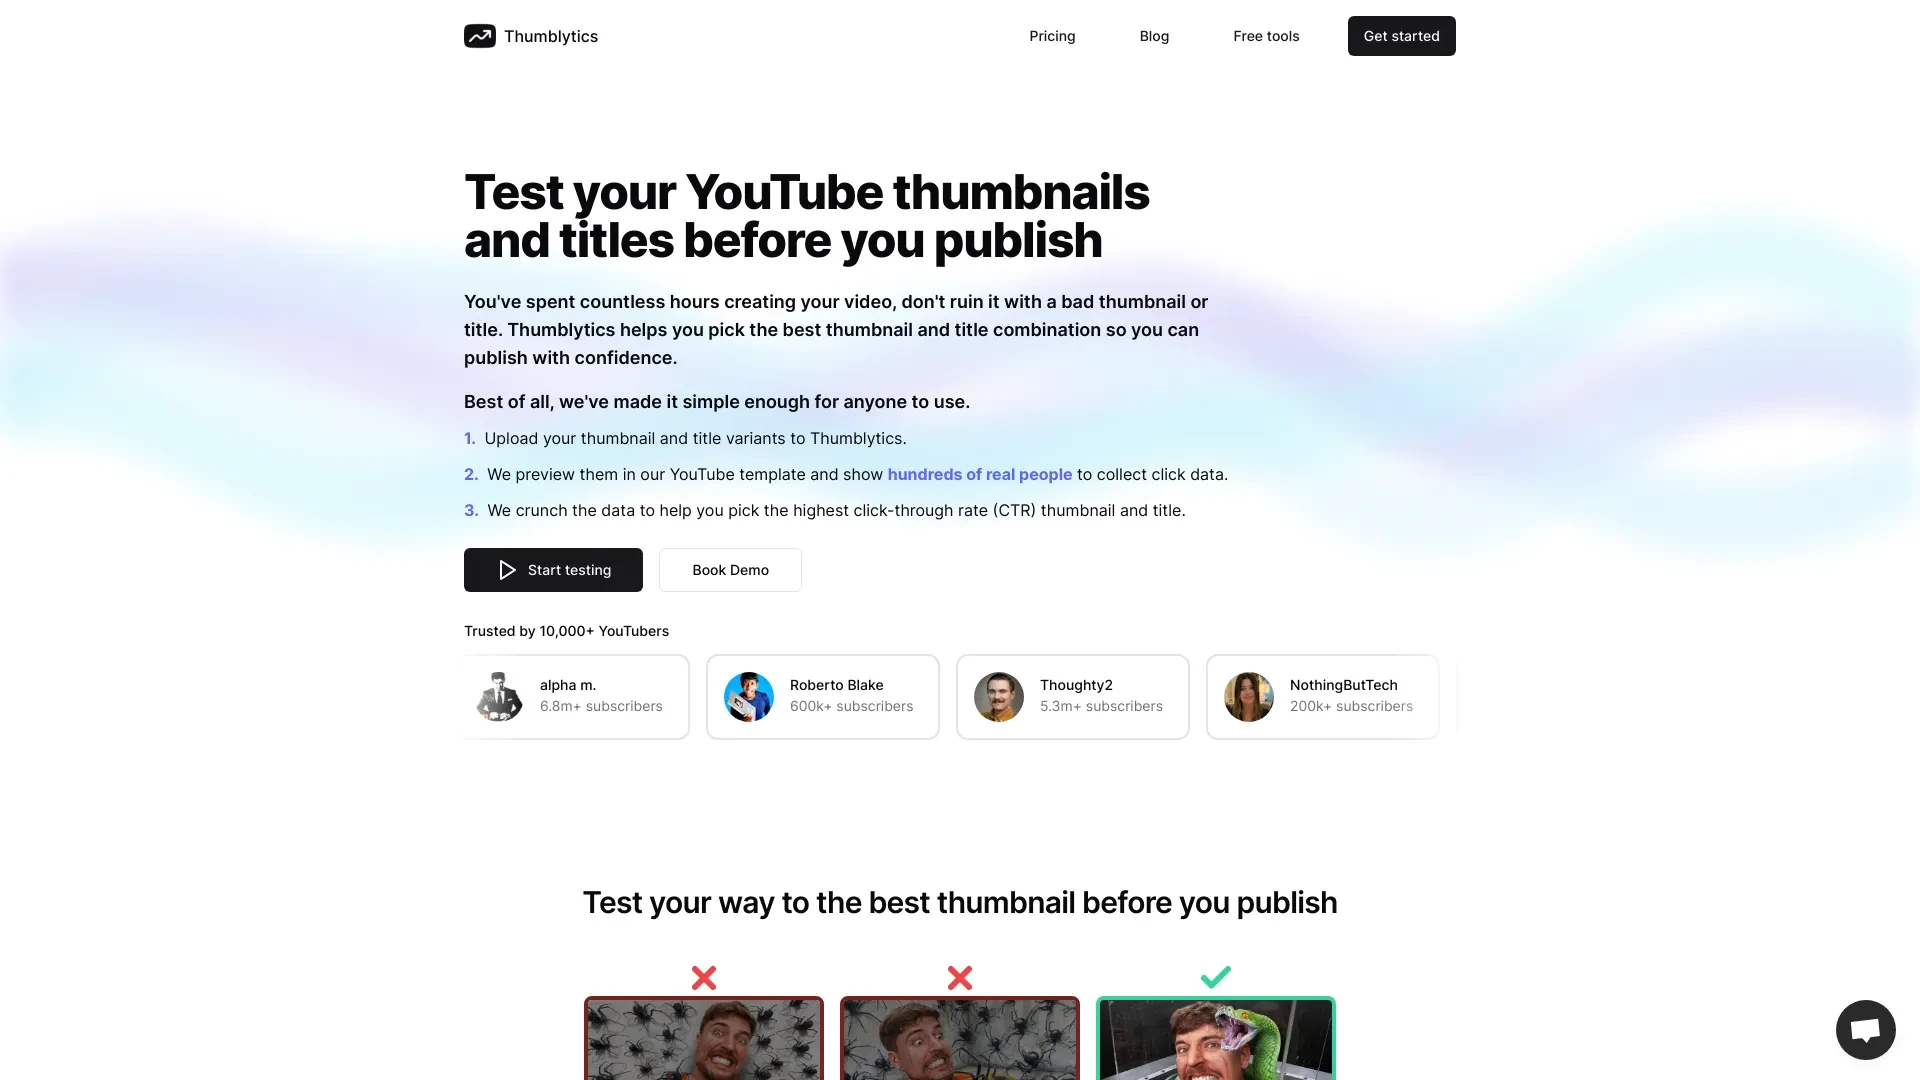 Thumblytics
Pricing
Blog
Free tools
Get started
Test your YouTube thumbnails
and titles before you publish
You've spent countless hours creating your video, don't ruin it with a bad thumbnail or
title. Thumblytics helps you pick the best thumbnail and title combination so you can
publish with confidence.
Best of all, we've made it simple enough for anyone to use.
1. Upload your thumbnail and title variants to Thumblytics.
2. We preview them in our YouTube template and show hundreds of real people to collect click data.
3. We crunch the data to help you pick the highest click-through rate (CTR) thumbnail and title.
Start testing
Book Demo
Trusted by 10,000+ YouTubers
alpha m.
6.8m+ subscribers
Roberto Blake
600k+ subscribers
Thoughty2
5.3m+ subscribers
NothingButTech
200k+ subscribers
Test your way to the best thumbnail before you publish